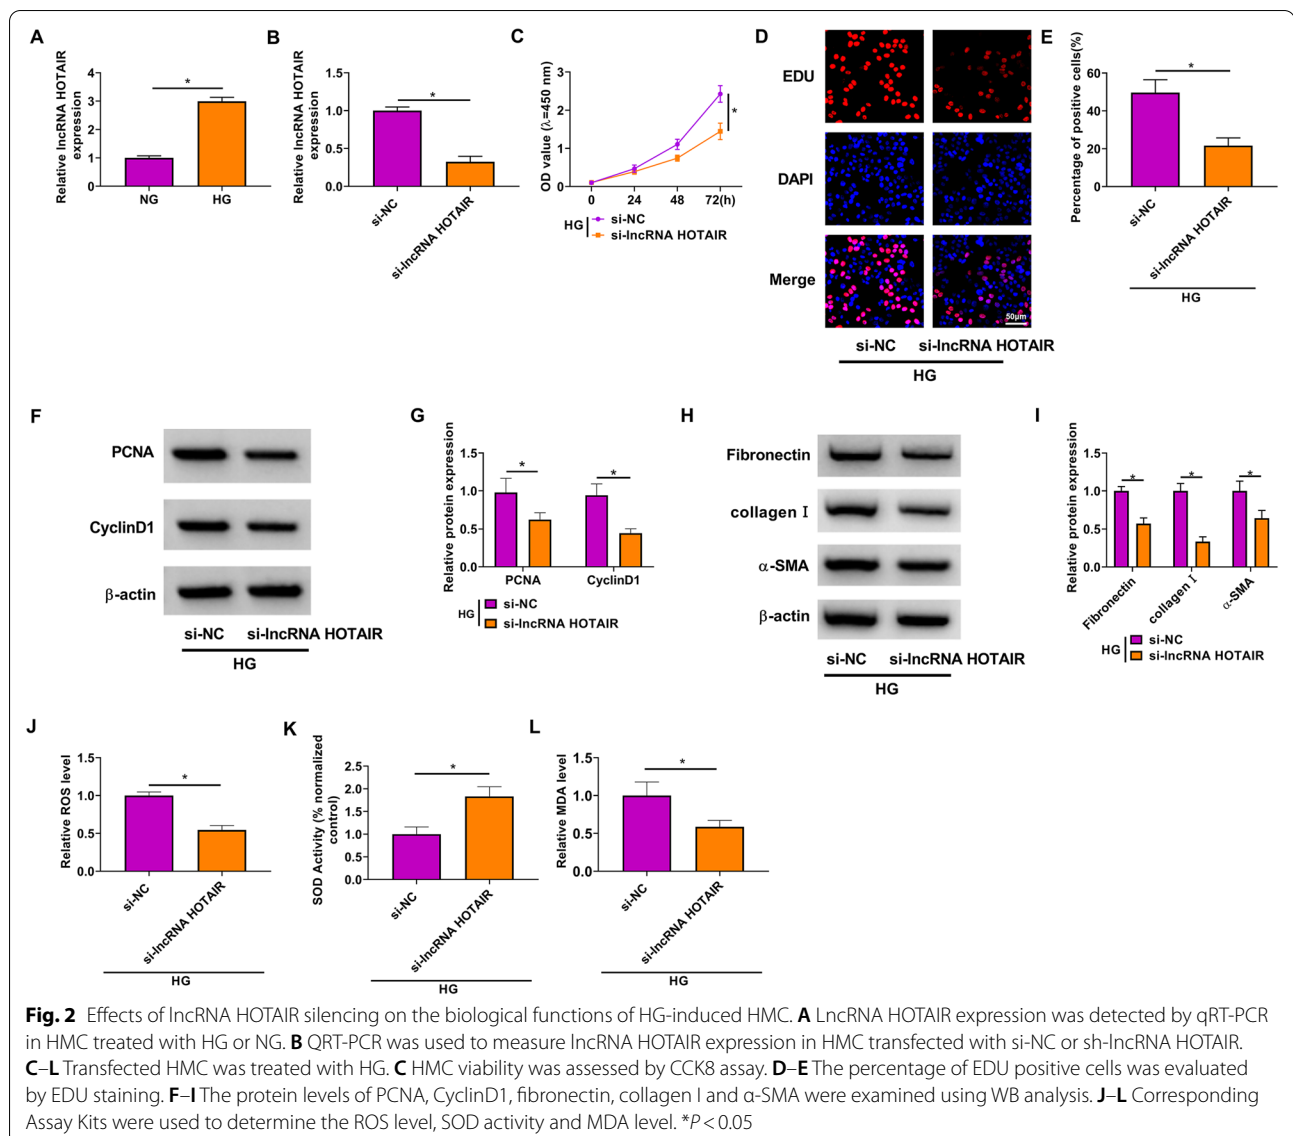 A
Relative lncRNA HOTAIR
expression
4
3
2
1
0
*
NG
HG
B
Relative lncRNA HOTAIR
expression
1.5
1.0
0.5
0.0
*
si-NC
si-lncRNA HOTAIR
C
OD value (λ=450 nm)
3
2
1
0
*
0 24 48 72(h)
HG
si-NC
si-lncRNA HOTAIR
D
EDU
DAPI
Merge
50μm
si-NC si-lncRNA HOTAIR
HG
E
Percentage of positive cells(%)
60
40
20
0
*
si-NC
si-lncRNA HOTAIR
HG
F
PCNA
CyclinD1
β-actin
si-NC si-lncRNA HOTAIR
HG
G
Relative protein expression
1.5
1.0
0.5
0.0
*
*
PCNA CyclinD1
HG
si-NC
si-lncRNA HOTAIR
H
Fibronectin
collagen Ⅰ
α-SMA
β-actin
si-NC si-lncRNA HOTAIR
HG
I
Relative protein expression
1.5
1.0
0.5
0.0
*
*
*
Fibronectin
collagen Ⅰ
α-SMA
HG
si-NC
si-lncRNA HOTAIR
J
Relative ROS level
1.5
1.0
0.5
0.0
*
si-NC
si-lncRNA HOTAIR
HG
K
SOD Activity (% normalized
control)
2.5
2.0
1.5
1.0
0.5
0.0
*
si-NC
si-lncRNA HOTAIR
HG
L
Relative MDA level
1.5
1.0
0.5
0.0
*
si-NC
si-lncRNA HOTAIR
HG
Fig. 2 Effects of lncRNA HOTAIR silencing on the biological functions of HG-induced HMC. A LncRNA HOTAIR expression was detected by qRT-PCR
in HMC treated with HG or NG. B QRT-PCR was used to measure lncRNA HOTAIR expression in HMC transfected with si-NC or sh-lncRNA HOTAIR.
C–L Transfected HMC was treated with HG. C HMC viability was assessed by CCK8 assay. D–E The percentage of EDU positive cells was evaluated
by EDU staining. F–I The protein levels of PCNA, CyclinD1, fibronectin, collagen I and α-SMA were examined using WB analysis. J–L Corresponding
Assay Kits were used to determine the ROS level, SOD activity and MDA level. *P < 0.05